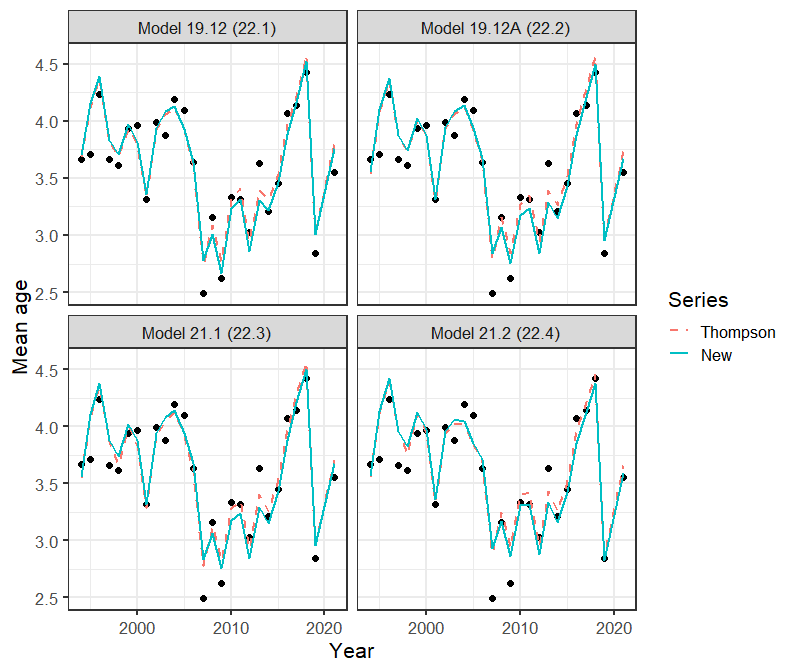 Model 19.12 (22.1)
Model 19.12A (22.2)
4.5
4.0
3.5
3.0
2.5
Model 21.1 (22.3)
Model 21.2 (22.4)
4.5
4.0
3.5
3.0
2.5
2000
2010
2020
2000
2010
2020
Year
Mean age
Series
Thompson
New